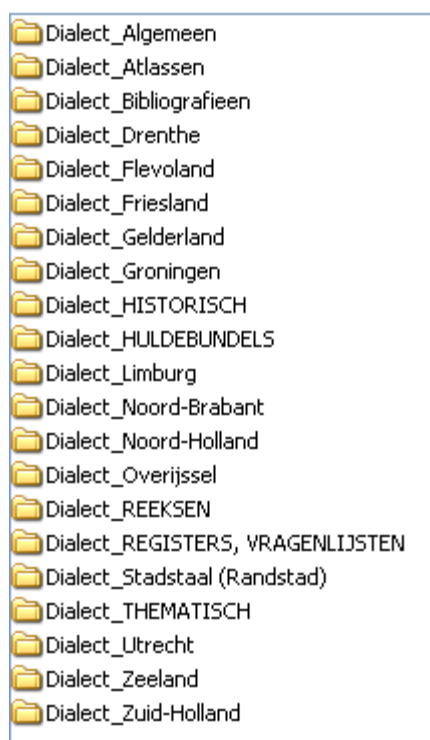 Dialect_Algemeen
Dialect_Atlassen
Dialect_Bibliografieen
Dialect_Drenthe
Dialect_Flevoland
Dialect_Friesland
Dialect_Gelderland
Dialect_Groningen
Dialect_HISTORISCH
Dialect_HULDEBUNDELS
Dialect_Limburg
Dialect_Noord-Brabant
Dialect_Noord-Holland
Dialect_Overijssel
Dialect_REEKSEN
Dialect_REGISTERS, VRAGENLIJSTEN
Dialect_Stadstaal (Randstad)
Dialect_THEMATISCH
Dialect_Utrecht
Dialect_Zeeland
Dialect_Zuid-Holland